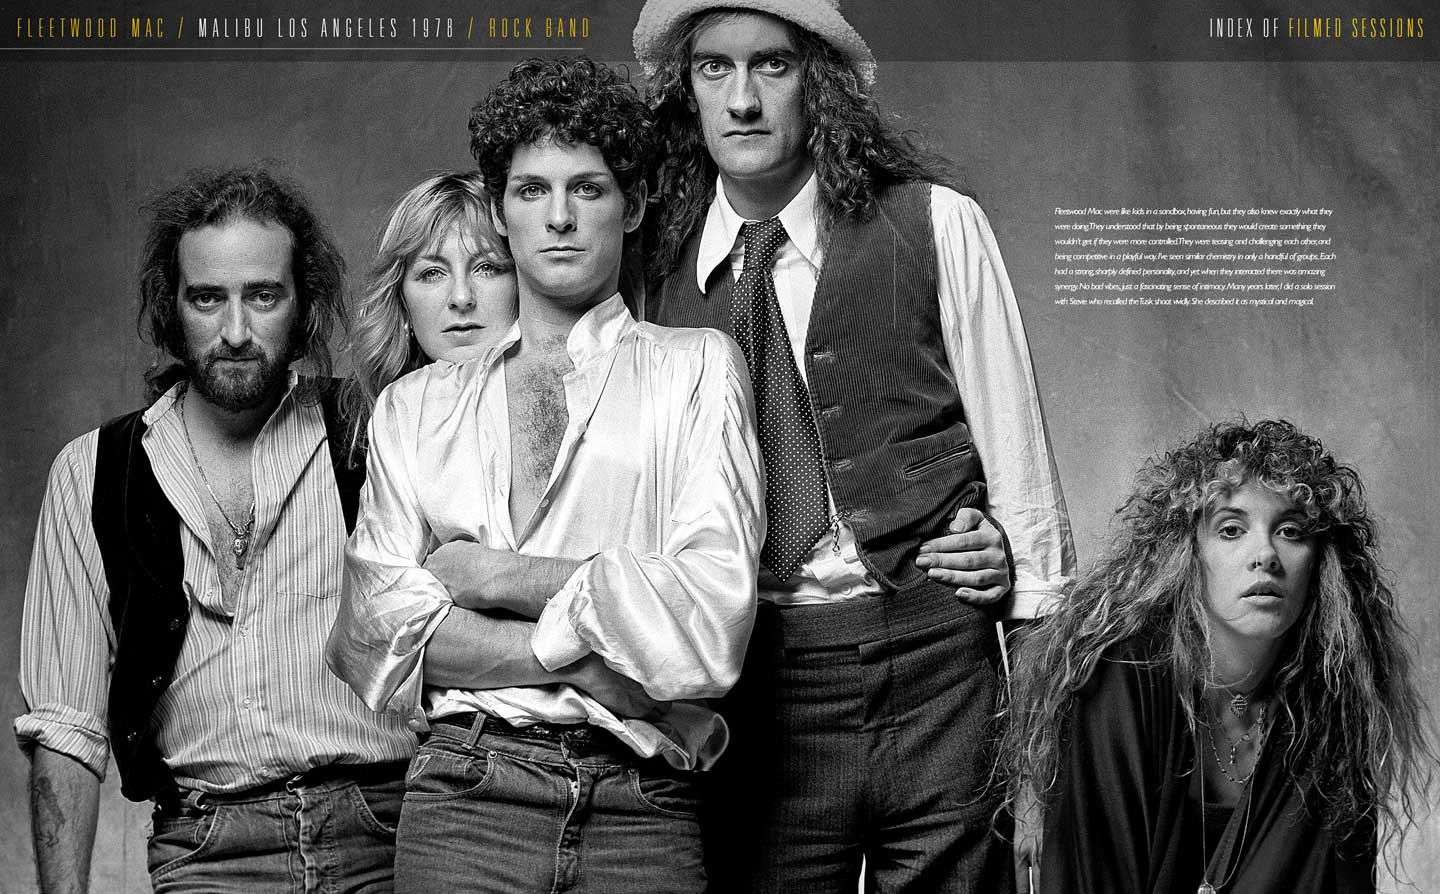 FLEETWOOD MAC / MALIBU LOS ANGELES 1978 / ROCK BAND
INDEX OF FILMED SESSIONS
Fleetwood Mac were like kids in a sandbox, having fun, but they also knew exactly what they
were doing. They understood that by being spontaneous they would create something they
wouldn't get if they were more controlled. They were teasing and challenging each other, and
being competitive in a playful way. I've seen similar chemistry in only a handful of groups. Each
had a strong, sharply defined personality, and yet when they interacted there was amazing
synergy. No bad vibes, just a fascinating sense of intimacy. Many years later, I did a solo session
with Stevie who recalled the Tusk shoot vividly. She described it as mystical and magical.